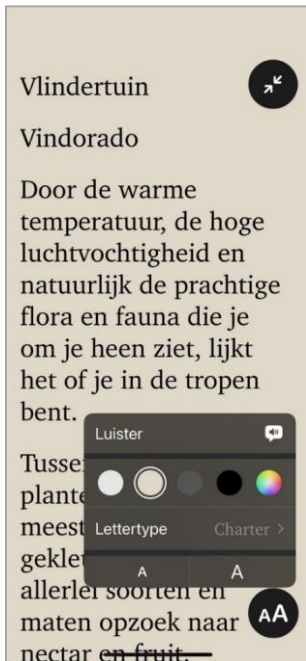 Vlindertuin
Vindorado
Door de warme
temperatuur, de hoge
luchtvochtigheid en
natuurlijk de prachtige
flora en fauna die je
om je heen ziet, lijkt
het of je in de tropen
bent.
Luister
Lettertype Charter >
A A
plante
meest
allerlei soorten en
maten opzoek naar
nectar en fruit.
AA